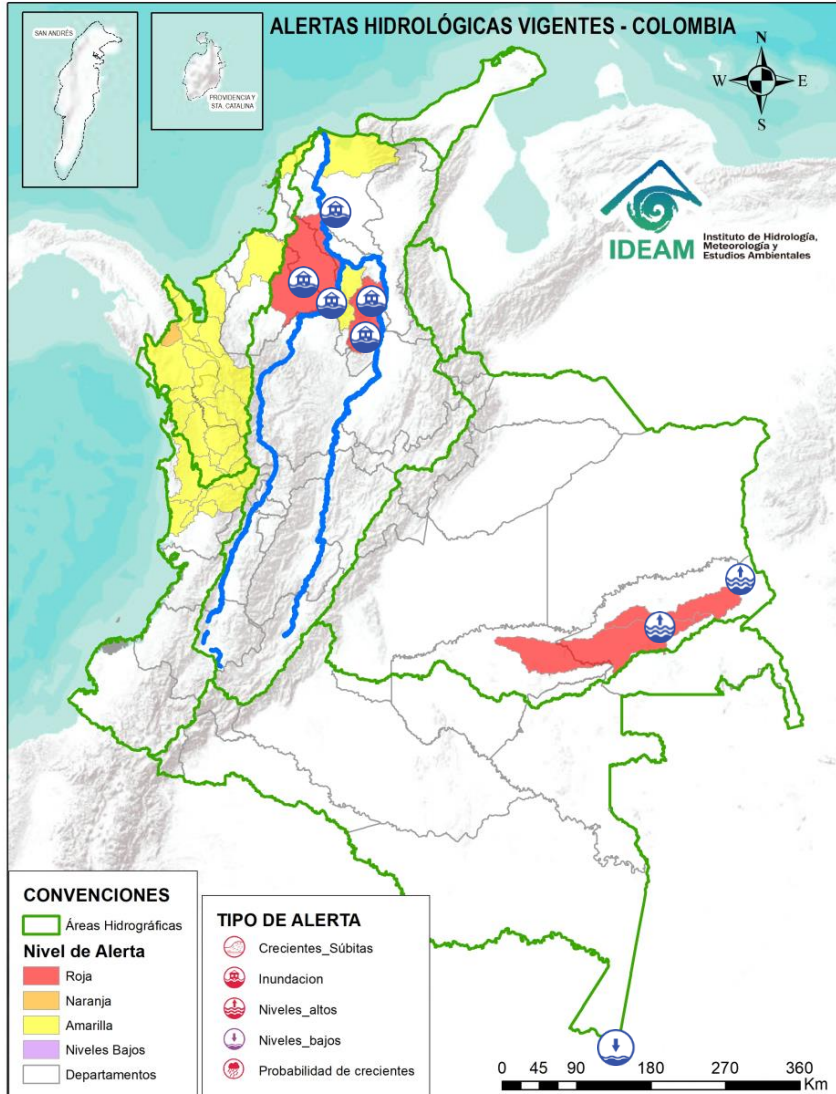 ALERTAS HIDROLÓGICAS VIGENTES - COLOMBIA
SAN ANDRÉS
PROVIDENCIA Y
STA. CATALINA
N
W
E
S
IDEAM
Instituto de Hidrología,
Meteorología y
Estudios Ambientales
CONVENCIONES
Áreas Hidrográficas
Nivel de Alerta
Roja
Naranja
Amarilla
Niveles Bajos
Departamentos
TIPO DE ALERTA
Crecientes_Súbitas
Inundacion
Niveles_altos
Niveles_bajos
Probabilidad de crecientes
0 45 90 180 270 360
Km